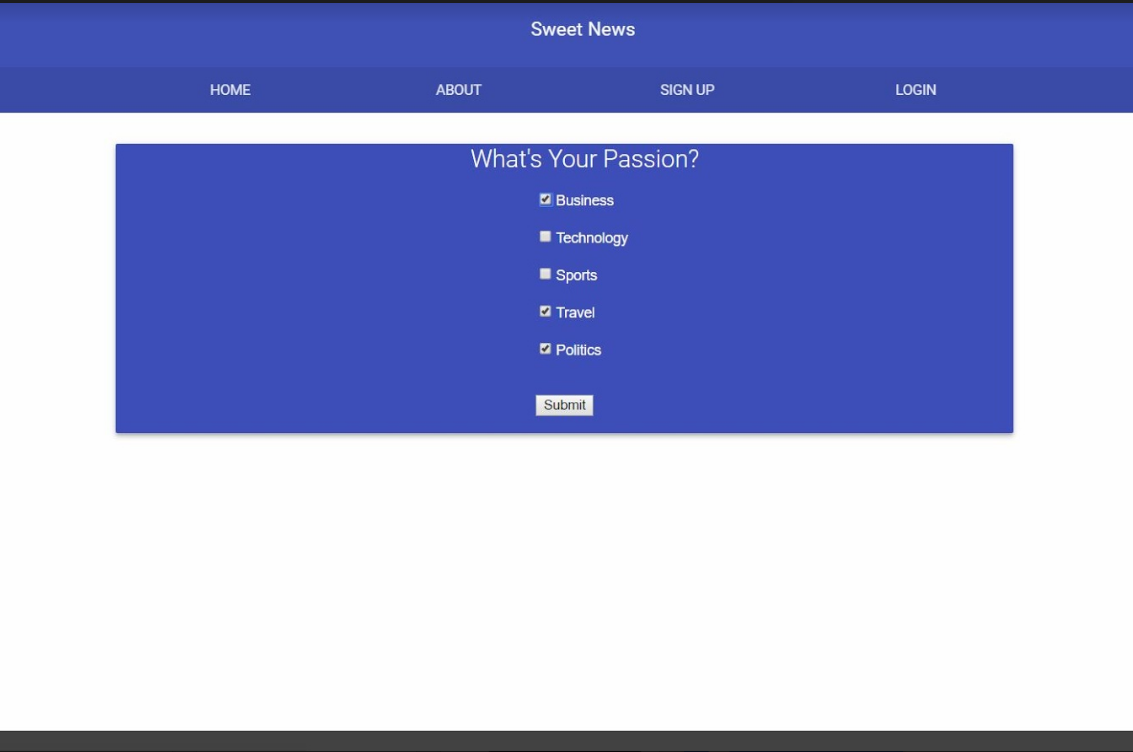 Sweet News
HOME ABOUT SIGN UP LOGIN
What's Your Passion?
Business
Technology
Sports
Travel
Politics
Submit